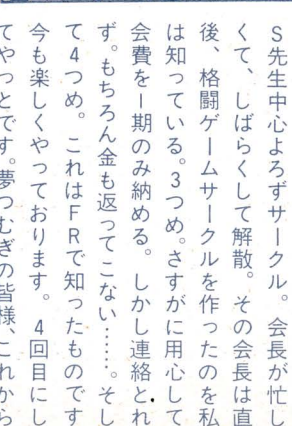 S先生中心よろずサークル。会長が忙し
くて、しばらくして解散。その会長は直
後、格闘ゲームサークルを作ったのを私
は知っている。3つめ。さすがに用心して
会費を1期のみ納める。しかし連絡とれ
ず。もちろん金も返ってこない……。そし
て4つめ。これはFRで知ったものです
今も楽しくやっております。4回目にし
てやっとです。夢つむぎの皆様、これから